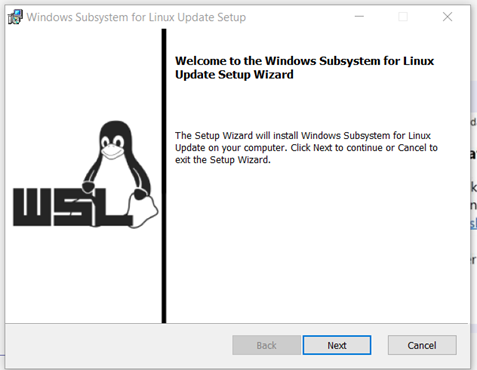 Windows Subsystem for Linux Update Setup
Welcome to the Windows Subsystem for Linux
Update Setup Wizard
The Setup Wizard will install Windows Subsystem for Linux
Update on your computer. Click Next to continue or Cancel to
exit the Setup Wizard.
WSL
Back
Next
Cancel